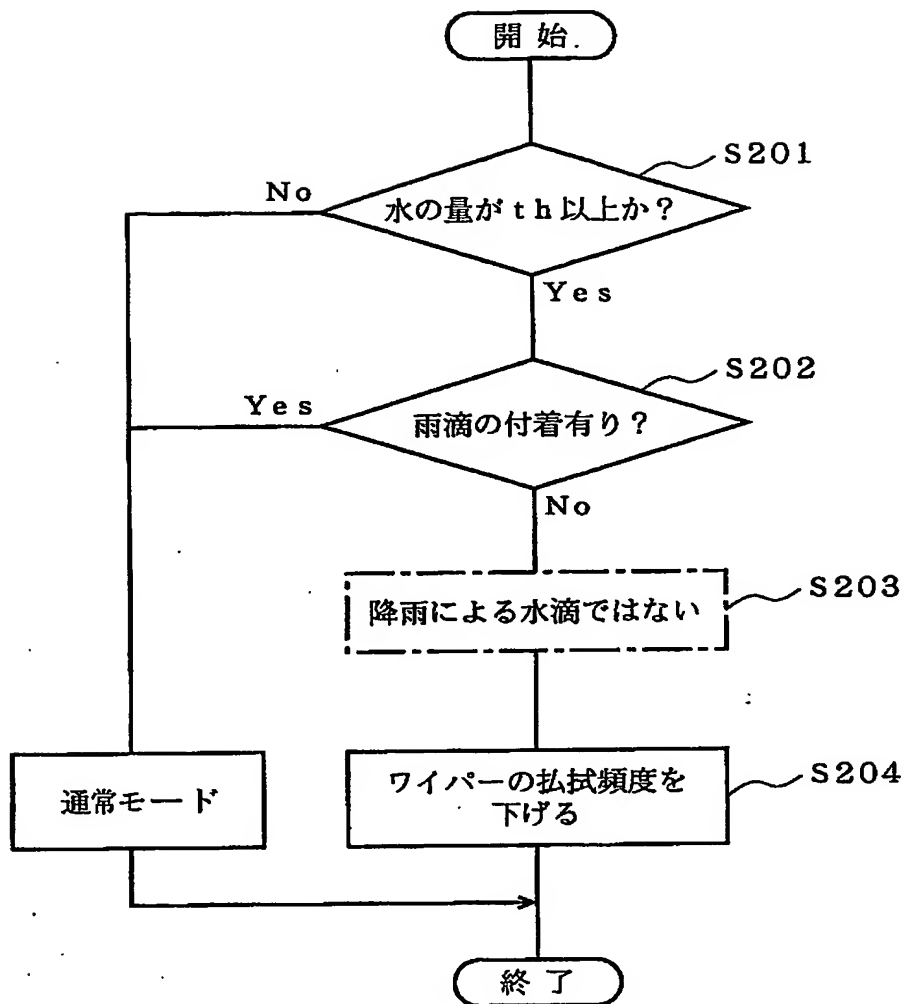 開始
S201
No
水の量がth以上か？
Yes
S202
Yes
雨滴の付着有り？
No
S203
降雨による水滴ではない
S204
通常モード
ワイパーの払拭頻度を
下げる
終了